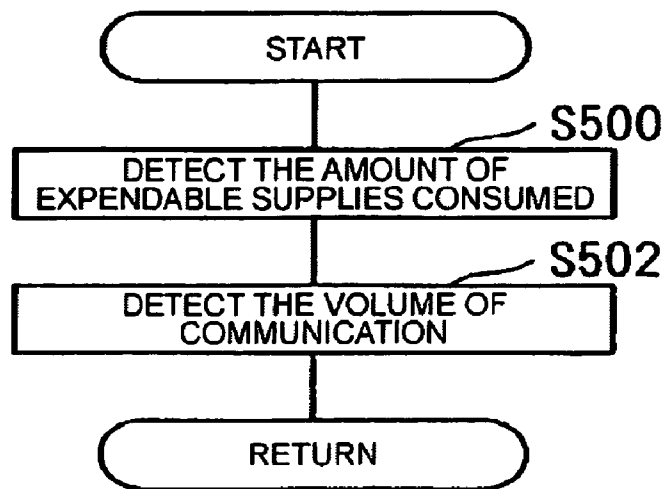 START
S500
DETECT THE AMOUNT OF
EXPENDABLE SUPPLIES CONSUMED
S502
DETECT THE VOLUME OF
COMMUNICATION
RETURN